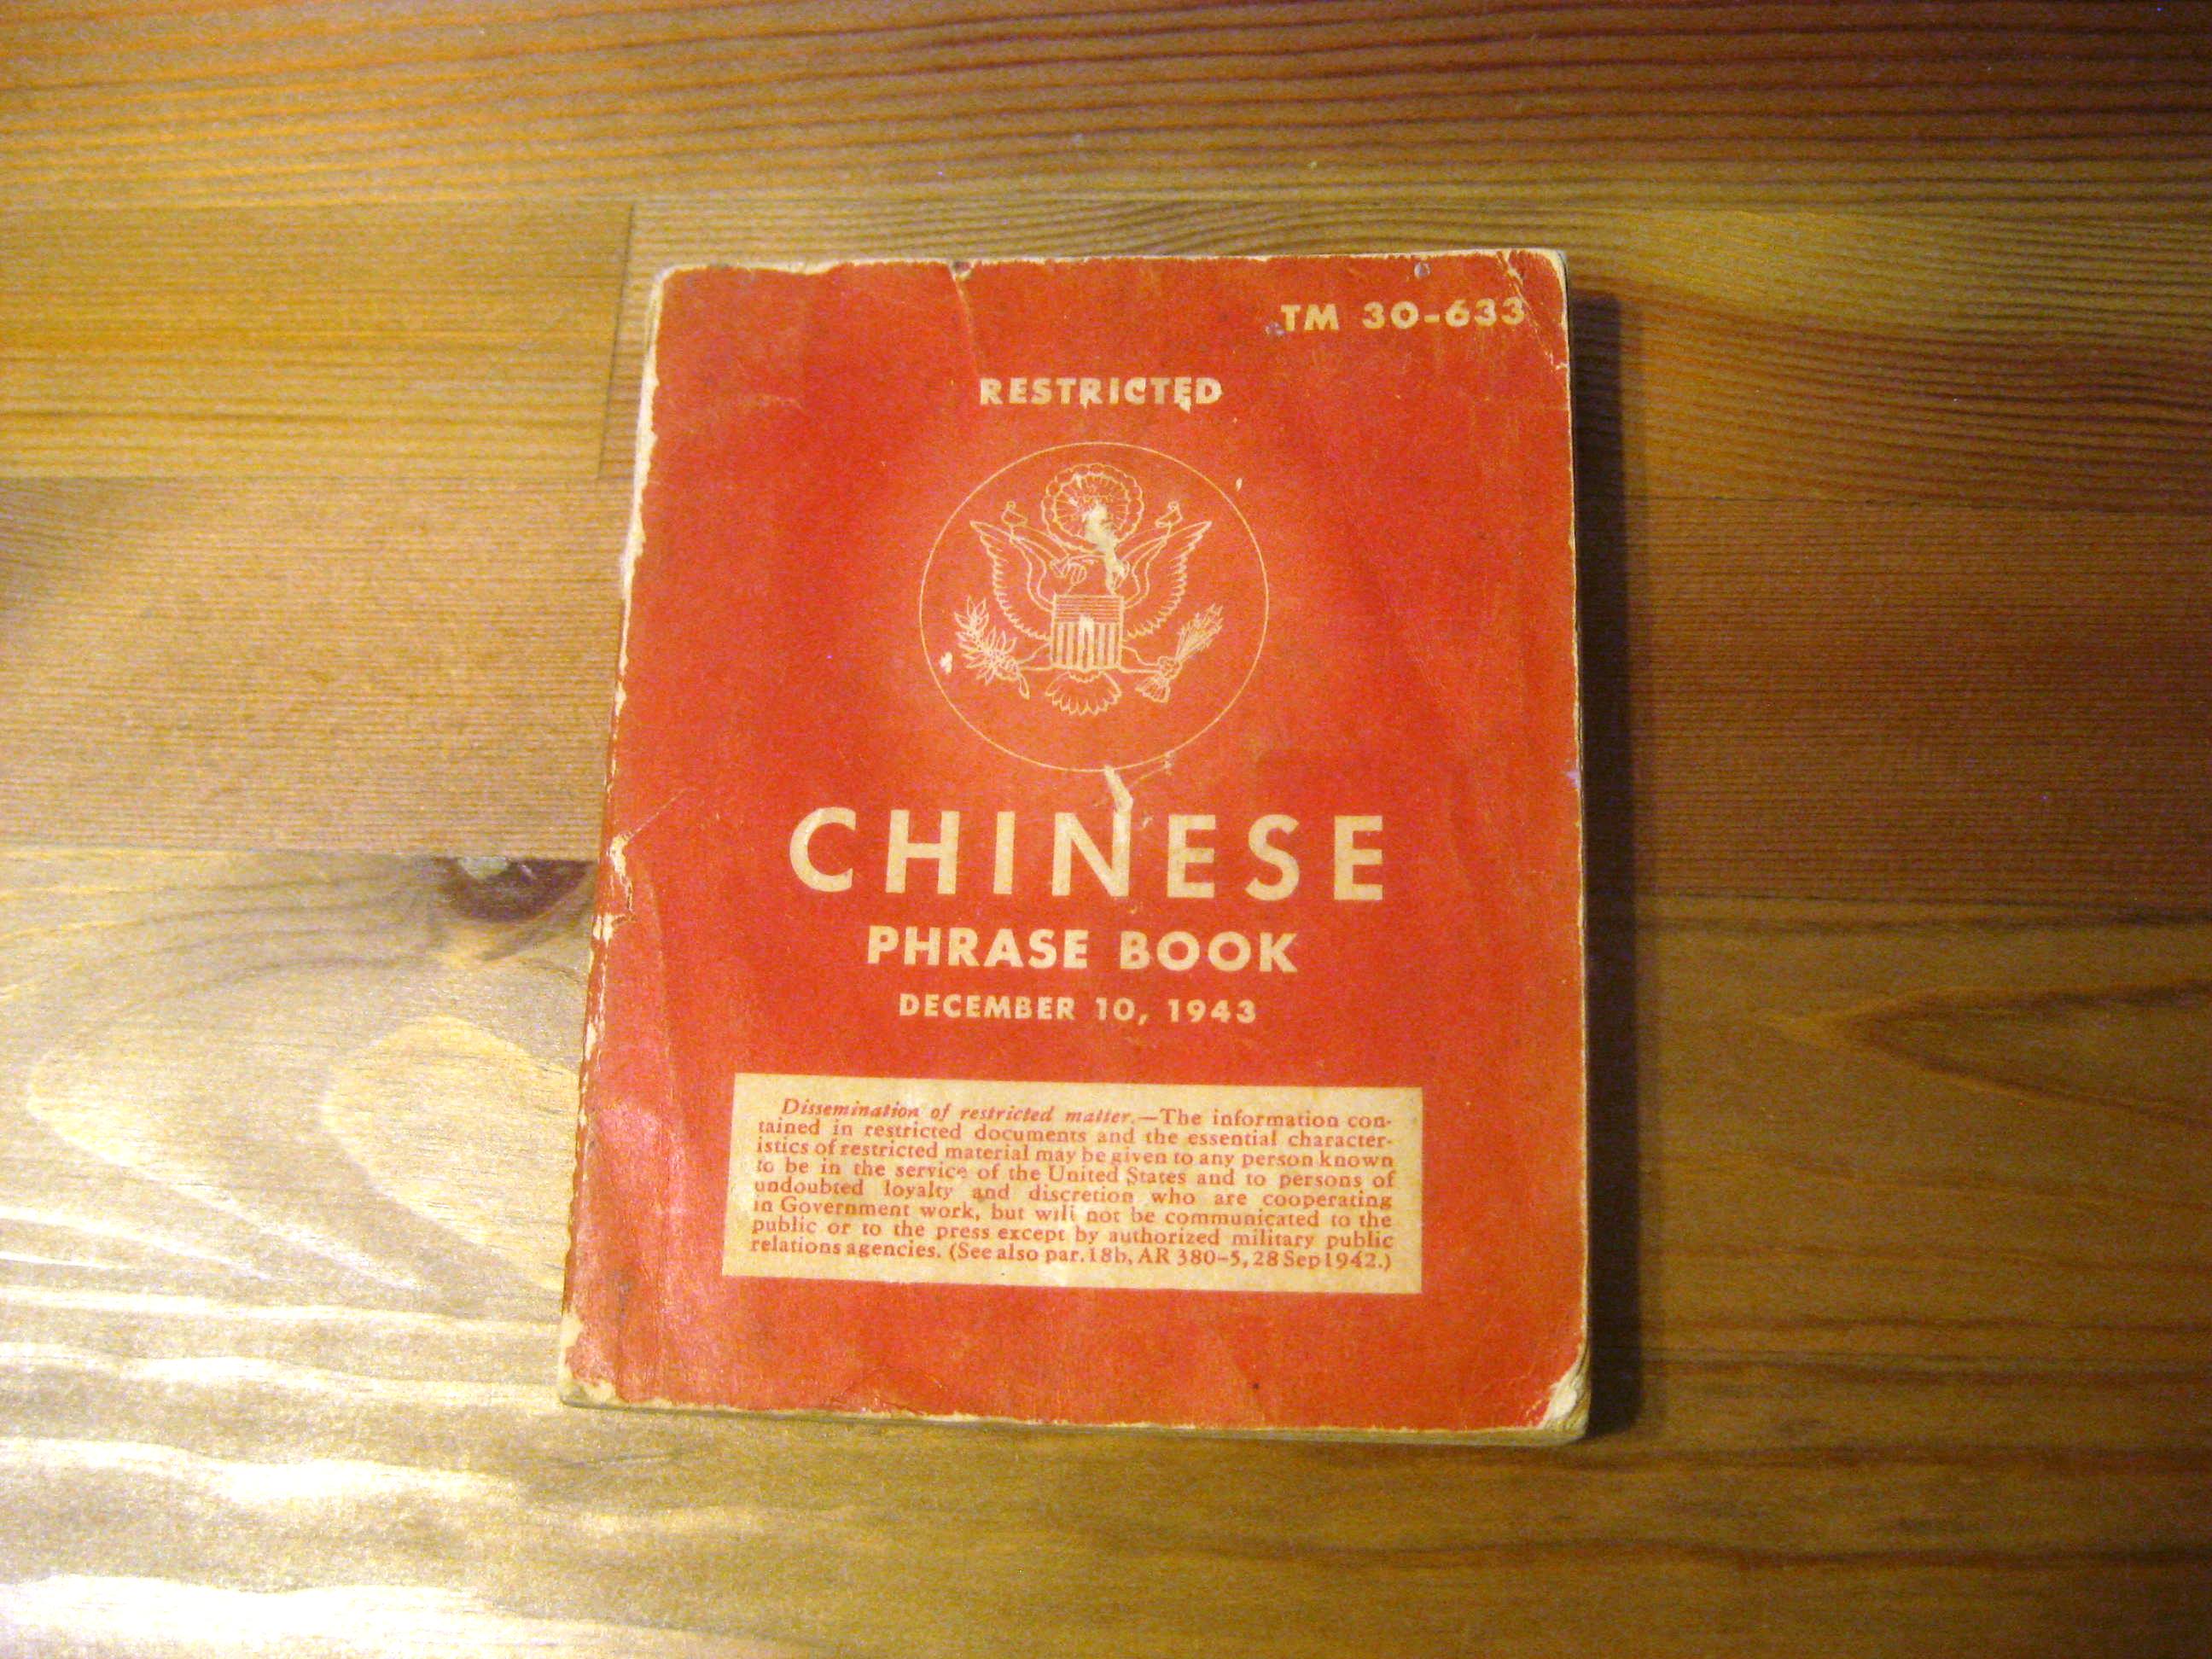 TM 30-633
RESTRICTED
CHINESE
PHRASE BOOK
DECEMBER 10, 1943
Dissemination of restricted matter.—The information con-
tained in restricted documents and the essential character-
istics of restricted material may be given to any person known
to be in the service of the United States and to persons of
undoubted loyalty and discretion who are cooperating
in Government work, but will not be communicated to the
public or to the press except by authorized military public
relations agencies. (See also par. 18b, AR 380-5, 28 Sep 1942.)